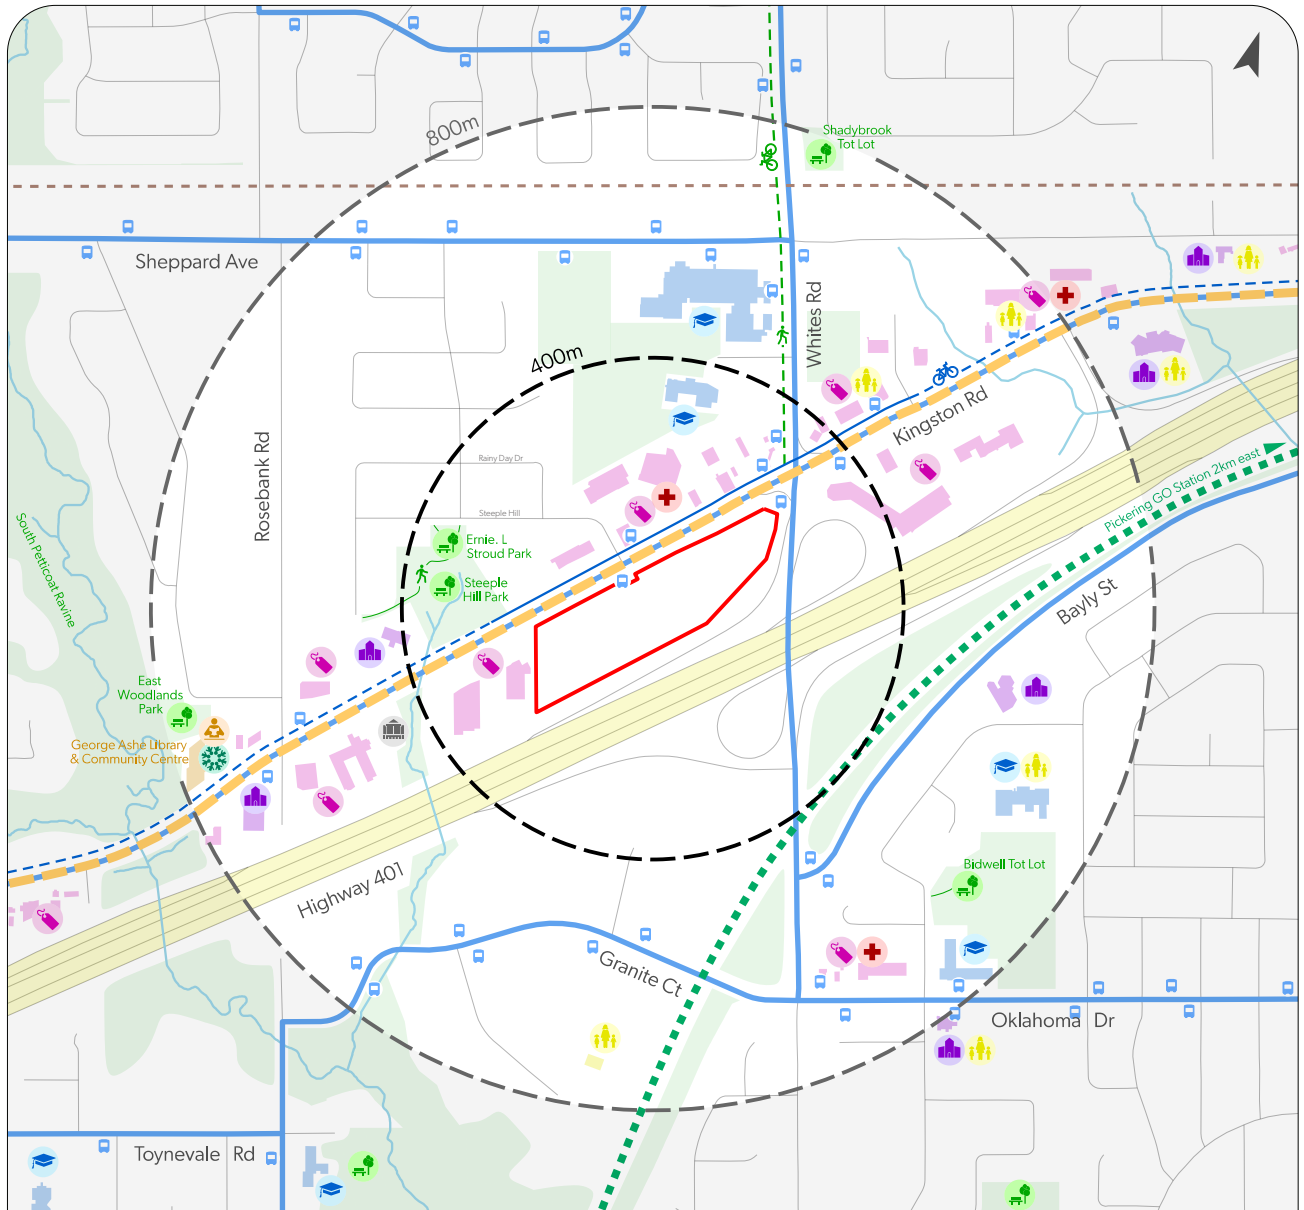 800m
Shadybrook
Tot Lot
Sheppard Ave
Whites Rd
400m
Kingston Rd
Rosebank Rd
Rainy Day Dr
Pickering GO Station 2km east
Steeple Hill
South Petticoat Ravine
Ernie. L
Stroud Park
Steeple
Hill Park
Bayly St
East
Woodlands
Park
George Ashe Library
& Community Centre
Highway 401
Bidwell Tot Lot
Granite Ct
Oklahoma Dr
Toynevale Rd